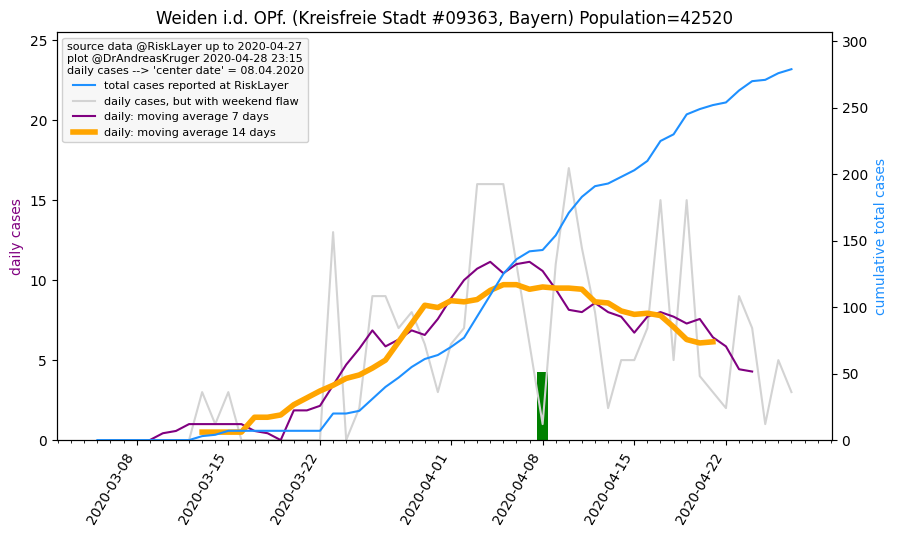 Weiden i.d. OPf. (Kreisfreie Stadt #09363, Bayern) Population=42520
source data @RiskLayer up to 2020-04-27
plot @DrAndreasKruger 2020-04-28 23:15
daily cases --> 'center date' = 08.04.2020
total cases reported at RiskLayer
daily cases, but with weekend flaw
daily: moving average 7 days
daily: moving average 14 days
daily cases
25
20
15
10
5
0
cumulative total cases
300
250
200
150
100
50
0
2020-03-08
2020-03-15
2020-03-22
2020-04-01
2020-04-08
2020-04-15
2020-04-22